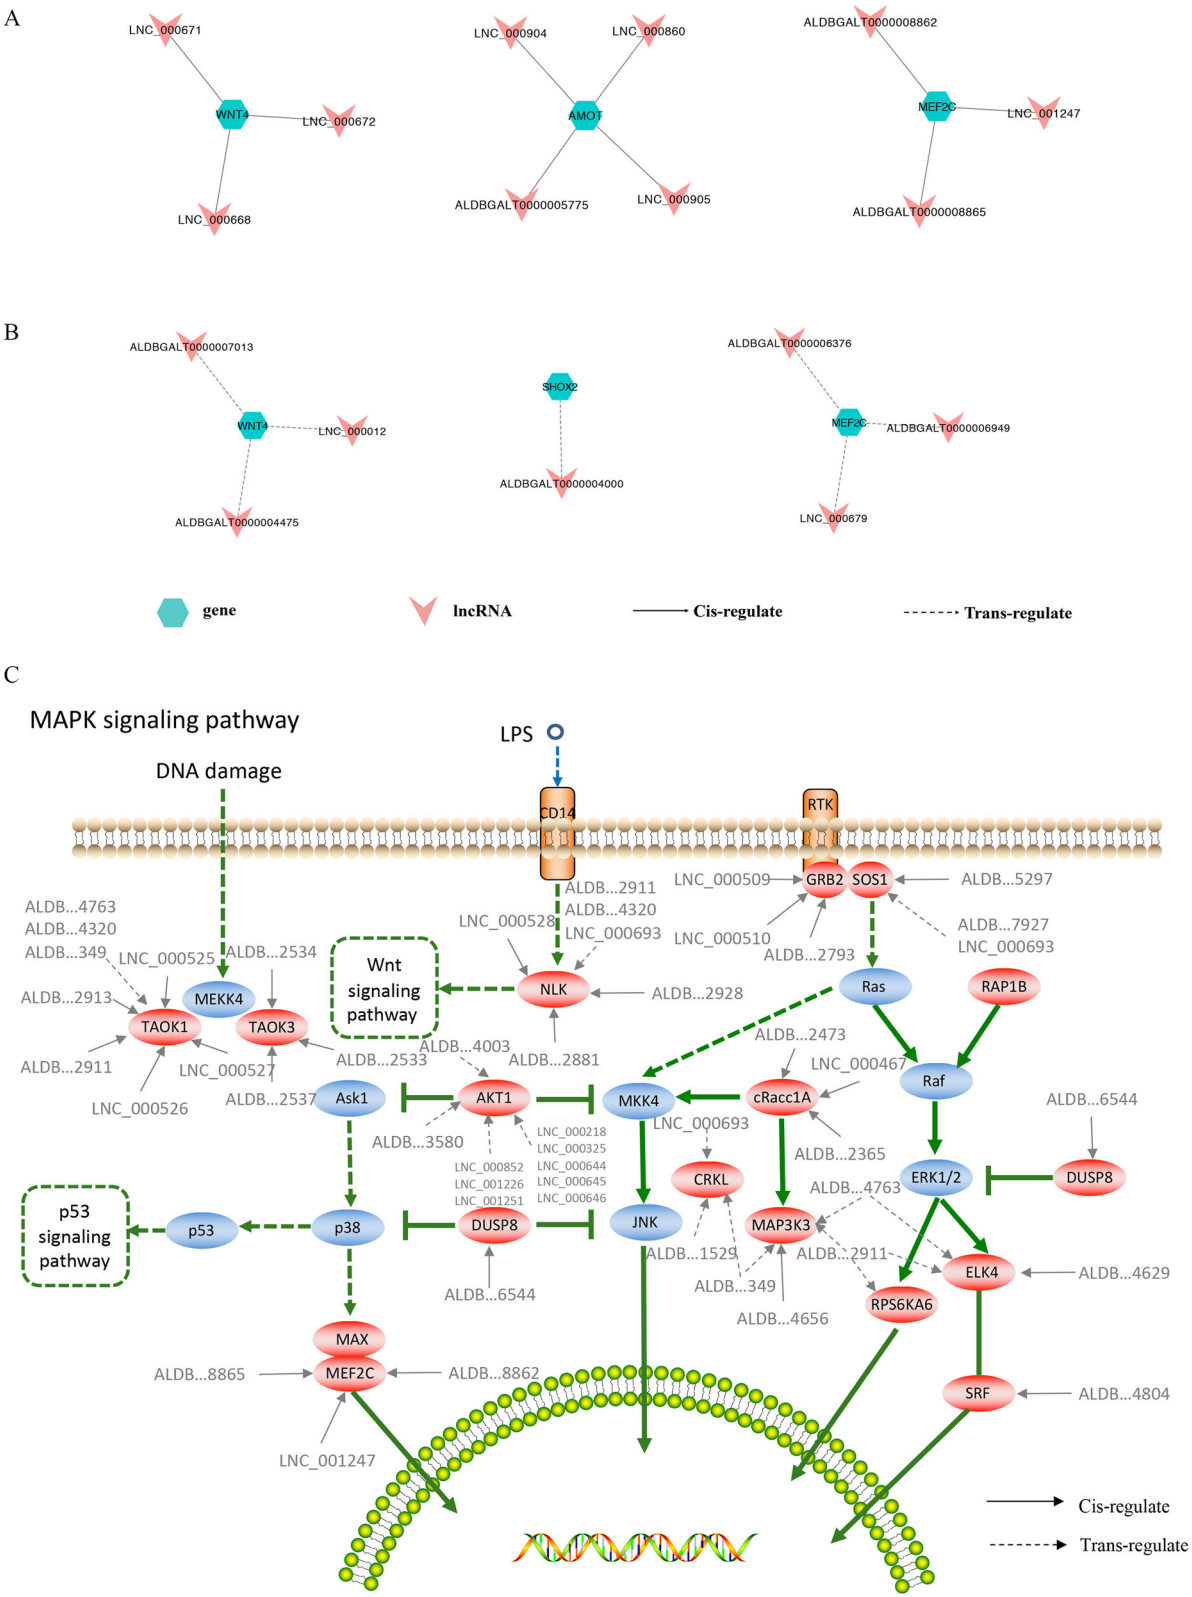 A
LNC_000671
WNT4
LNC_000672
LNC_000668
LNC_000904
LNC_000860
AMOT
ALDBGALT0000005775
LNC_000905
ALDBGALT0000008862
MEF2C
LNC_001247
ALDBGALT0000008865
B
ALDBGALT0000007013
WNT4
LNC_000012
ALDBGALT0000004475
SHOX2
ALDBGALT0000004000
ALDBGALT0000006376
MEF2C
ALDBGALT0000006949
LNC_000679
gene
lncRNA
Cis-regulate
Trans-regulate
C
MAPK signaling pathway
LPS
DNA damage
CD14
RTK
GRB2
SOS1
LNC_000509
ALDB...5297
LNC_000510
ALDB...2793
ALDB...7927
LNC_000693
ALDB...2911
ALDB...4320
LNC_000693
LNC_000528
ALDB...4763
ALDB...4320
ALDB...349
LNC_000525
ALDB...2534
ALDB...2913
MEKK4
TAOK1
TAOK3
ALDB...2911
LNC_000527
ALDB...2533
LNC_000526
ALDB...2537
Wnt
signaling
pathway
NLK
ALDB...2928
ALDB...2881
ALDB...4003
Ras
RAP1B
ALDB...2473
LNC_000467
Raf
Ask1
AKT1
MKK4
cRacc1A
ALDB...3580
LNC_000218
LNC_000325
LNC_000644
LNC_000645
LNC_000646
LNC_000852
LNC_001226
LNC_001251
LNC_000693
ALDB...2365
ALDB...6544
CRKL
ALDB...4763
ERK1/2
DUSP8
p53
signaling
pathway
p53
p38
DUSP8
JNK
MAP3K3
ALDB...1529
ALDB...2911
ALDB...349
ELK4
ALDB...4629
ALDB...6544
ALDB...4656
RPS6KA6
MAX
MEF2C
ALDB...8865
ALDB...8862
SRF
ALDB...4804
LNC_001247
Cis-regulate
Trans-regulate